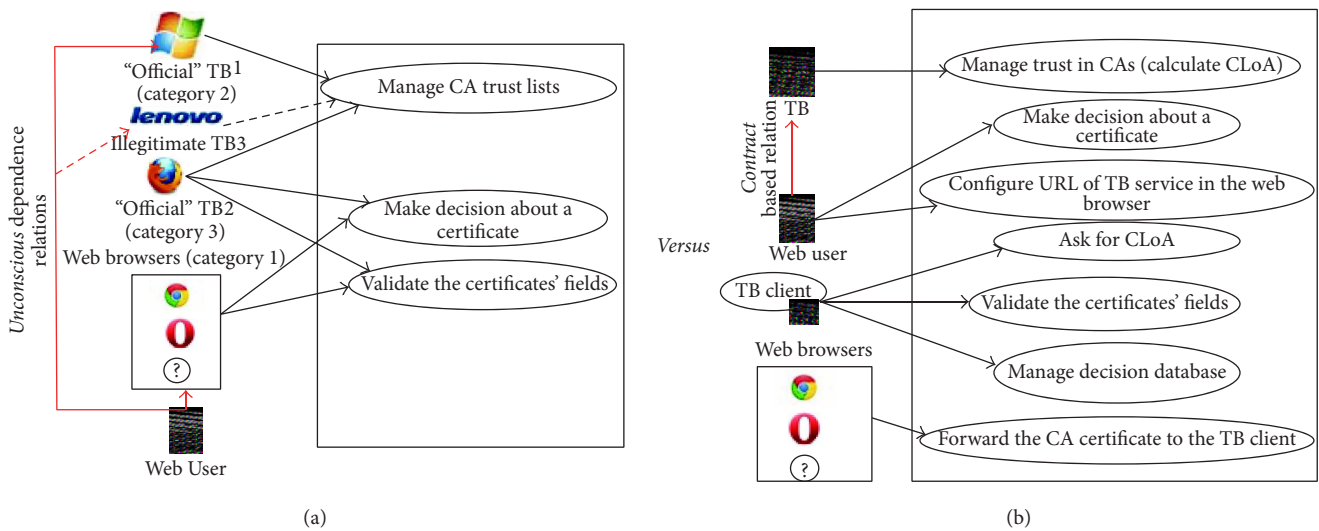 "Official" TB1
(category 2)
lenovo
Illegitimate TB3
"Official" TB2
(category 3)
Web browsers (category 1)
?
Web User
Unconscious dependence
relations
Manage CA trust lists
Make decision about a
certificate
Validate the certificates' fields
(a)
Versus
TB
Contract
based relation
Web user
TB client
Web browsers
?
Manage trust in CAs (calculate CLoA)
Make decision about a
certificate
Configure URL of TB service in the web
browser
Ask for CLoA
Validate the certificates' fields
Manage decision database
Forward the CA certificate to the TB client
(b)